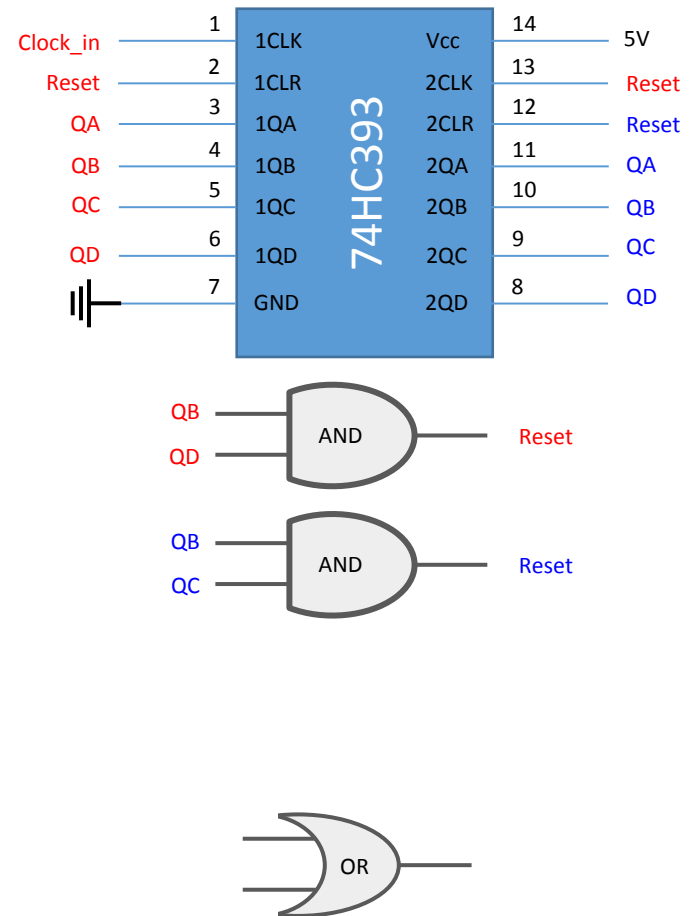 Clock_in 1 1CLK Vcc 14 5V
Reset 2 1CLR 2CLK 13 Reset
QA 3 1QA 2CLR 12 Reset
QB 4 1QB 2QA 11 QA
QC 5 1QC 2QB 10 QB
QD 6 1QD 2QC 9 QC
7 GND 2QD 8 QD
74HC393
QB
AND Reset
QD
QB
AND Reset
QC
OR